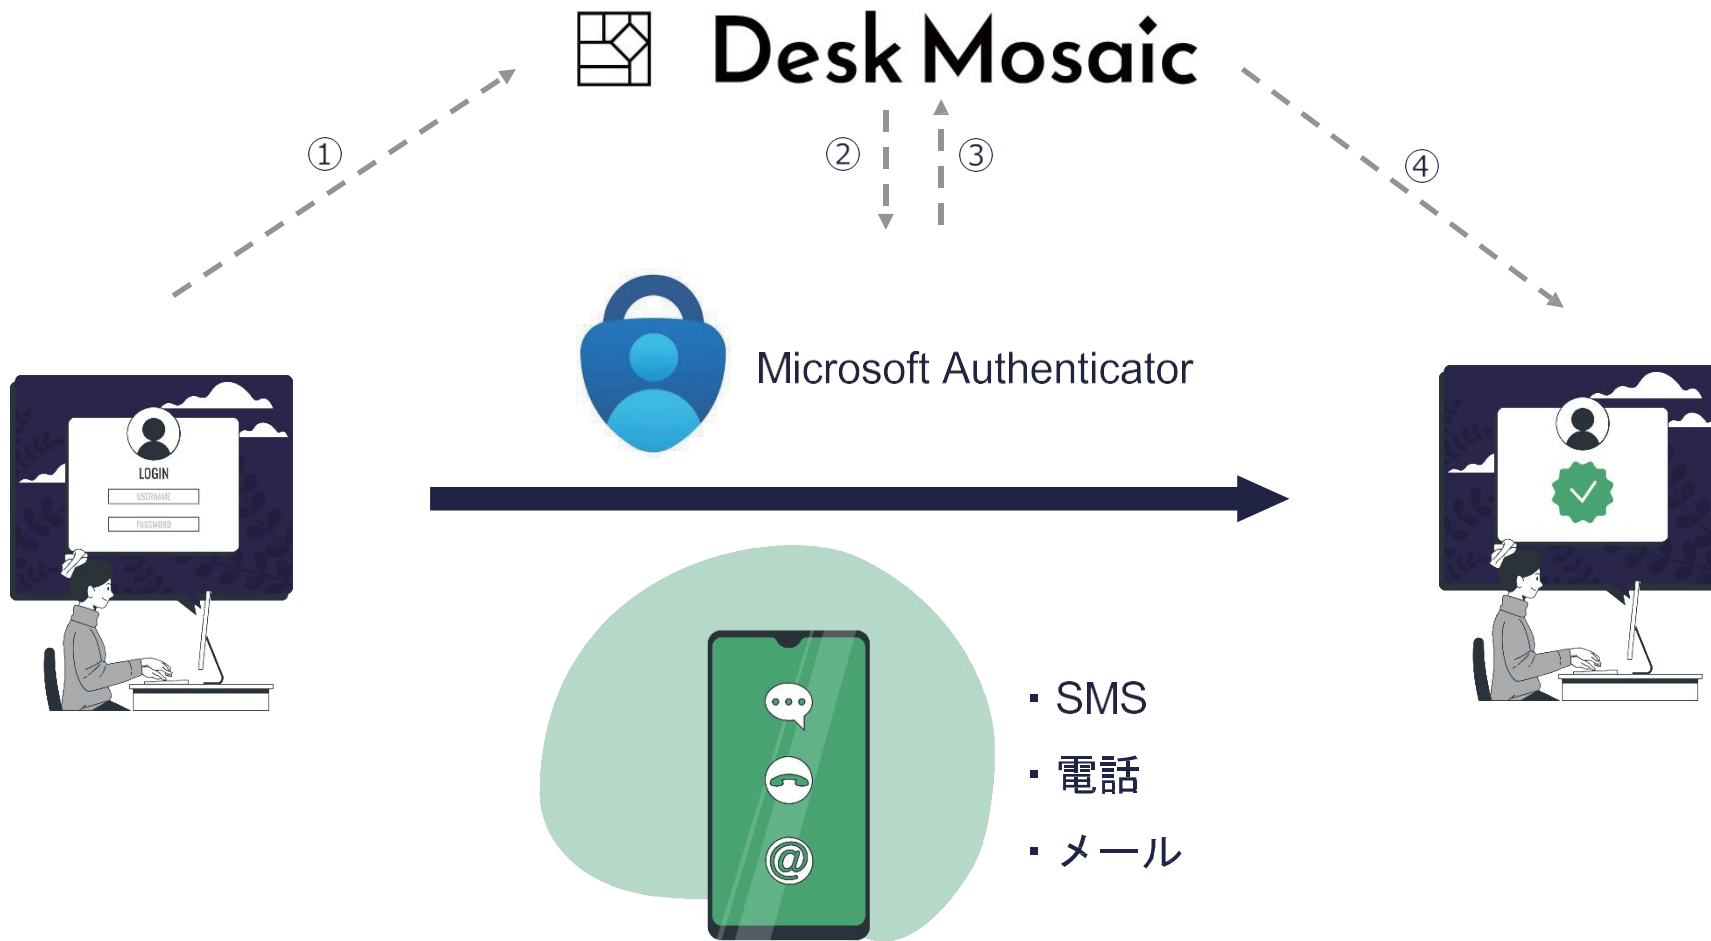 Desk Mosaic
①
②
③
④
Microsoft Authenticator
LOGIN
USERNAME
PASSWORD
・SMS
・電話
・メール
@